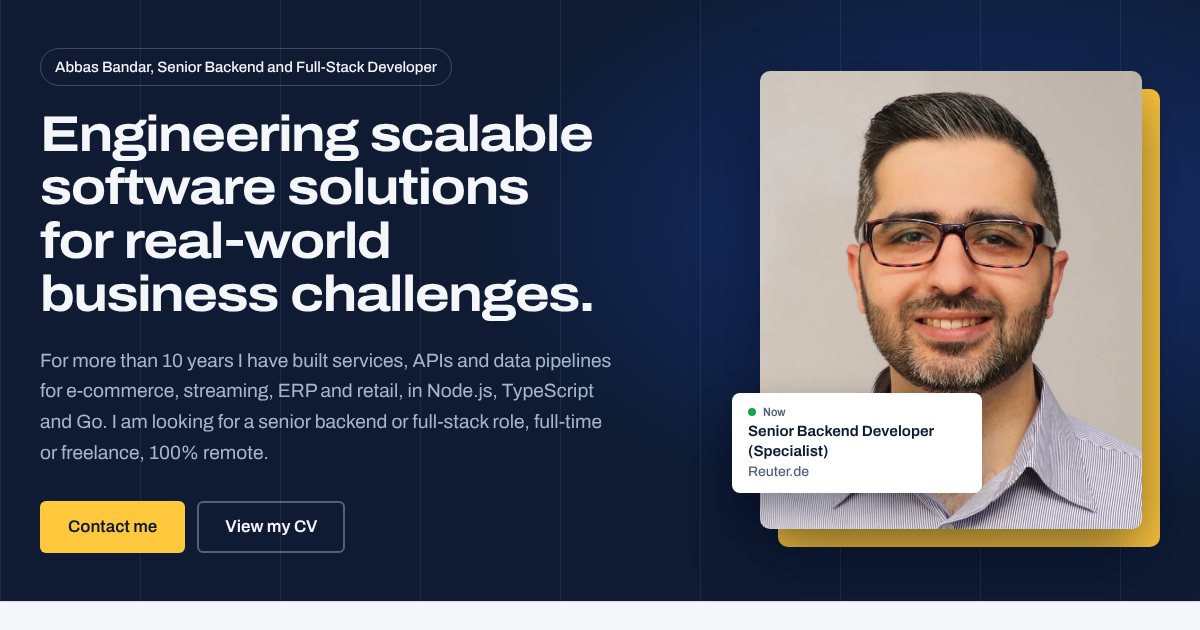 Abbas Bandar, Senior Backend and Full-Stack Developer
Engineering scalable
software solutions
for real-world
business challenges.
For more than 10 years I have built services, APIs and data pipelines
for e-commerce, streaming, ERP and retail, in Node.js, TypeScript
and Go. I am looking for a senior backend or full-stack role, full-time
or freelance, 100% remote.
Contact me
View my CV
Now
Senior Backend Developer
(Specialist)
Reuter.de